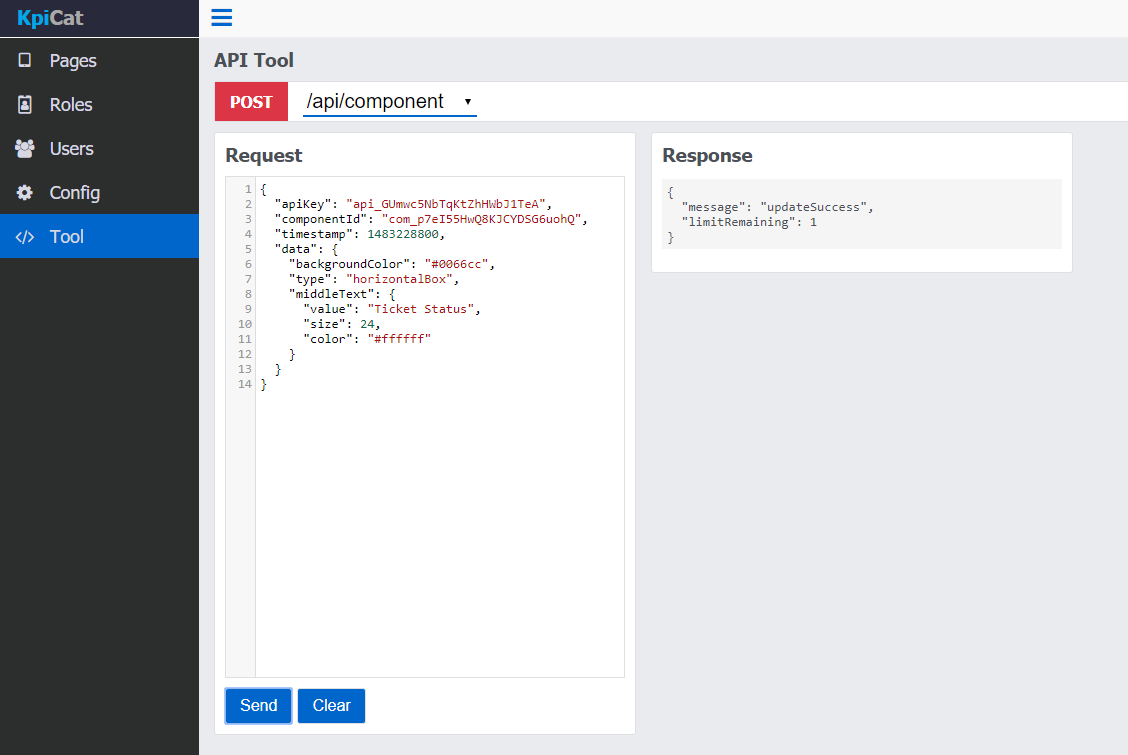 KpiCat
Pages
Roles
Users
Config
</> Tool
API Tool
POST /api/component
Request
1 {
2 "apiKey": "api_GUmwc5NbTqKtZhHWbJ1TeA",
3 "componentId": "com_p7eI55HwQ8KJCYDSG6uohQ",
4 "timestamp": 1483228800,
5 "data": {
6 "backgroundColor": "#0066cc",
7 "type": "horizontalBox",
8 "middleText": {
9 "value": "Ticket Status",
10 "size": 24,
11 "color": "#ffffff"
12 }
13 }
14 }
Send Clear
Response
{
"message": "updateSuccess",
"limitRemaining": 1
}